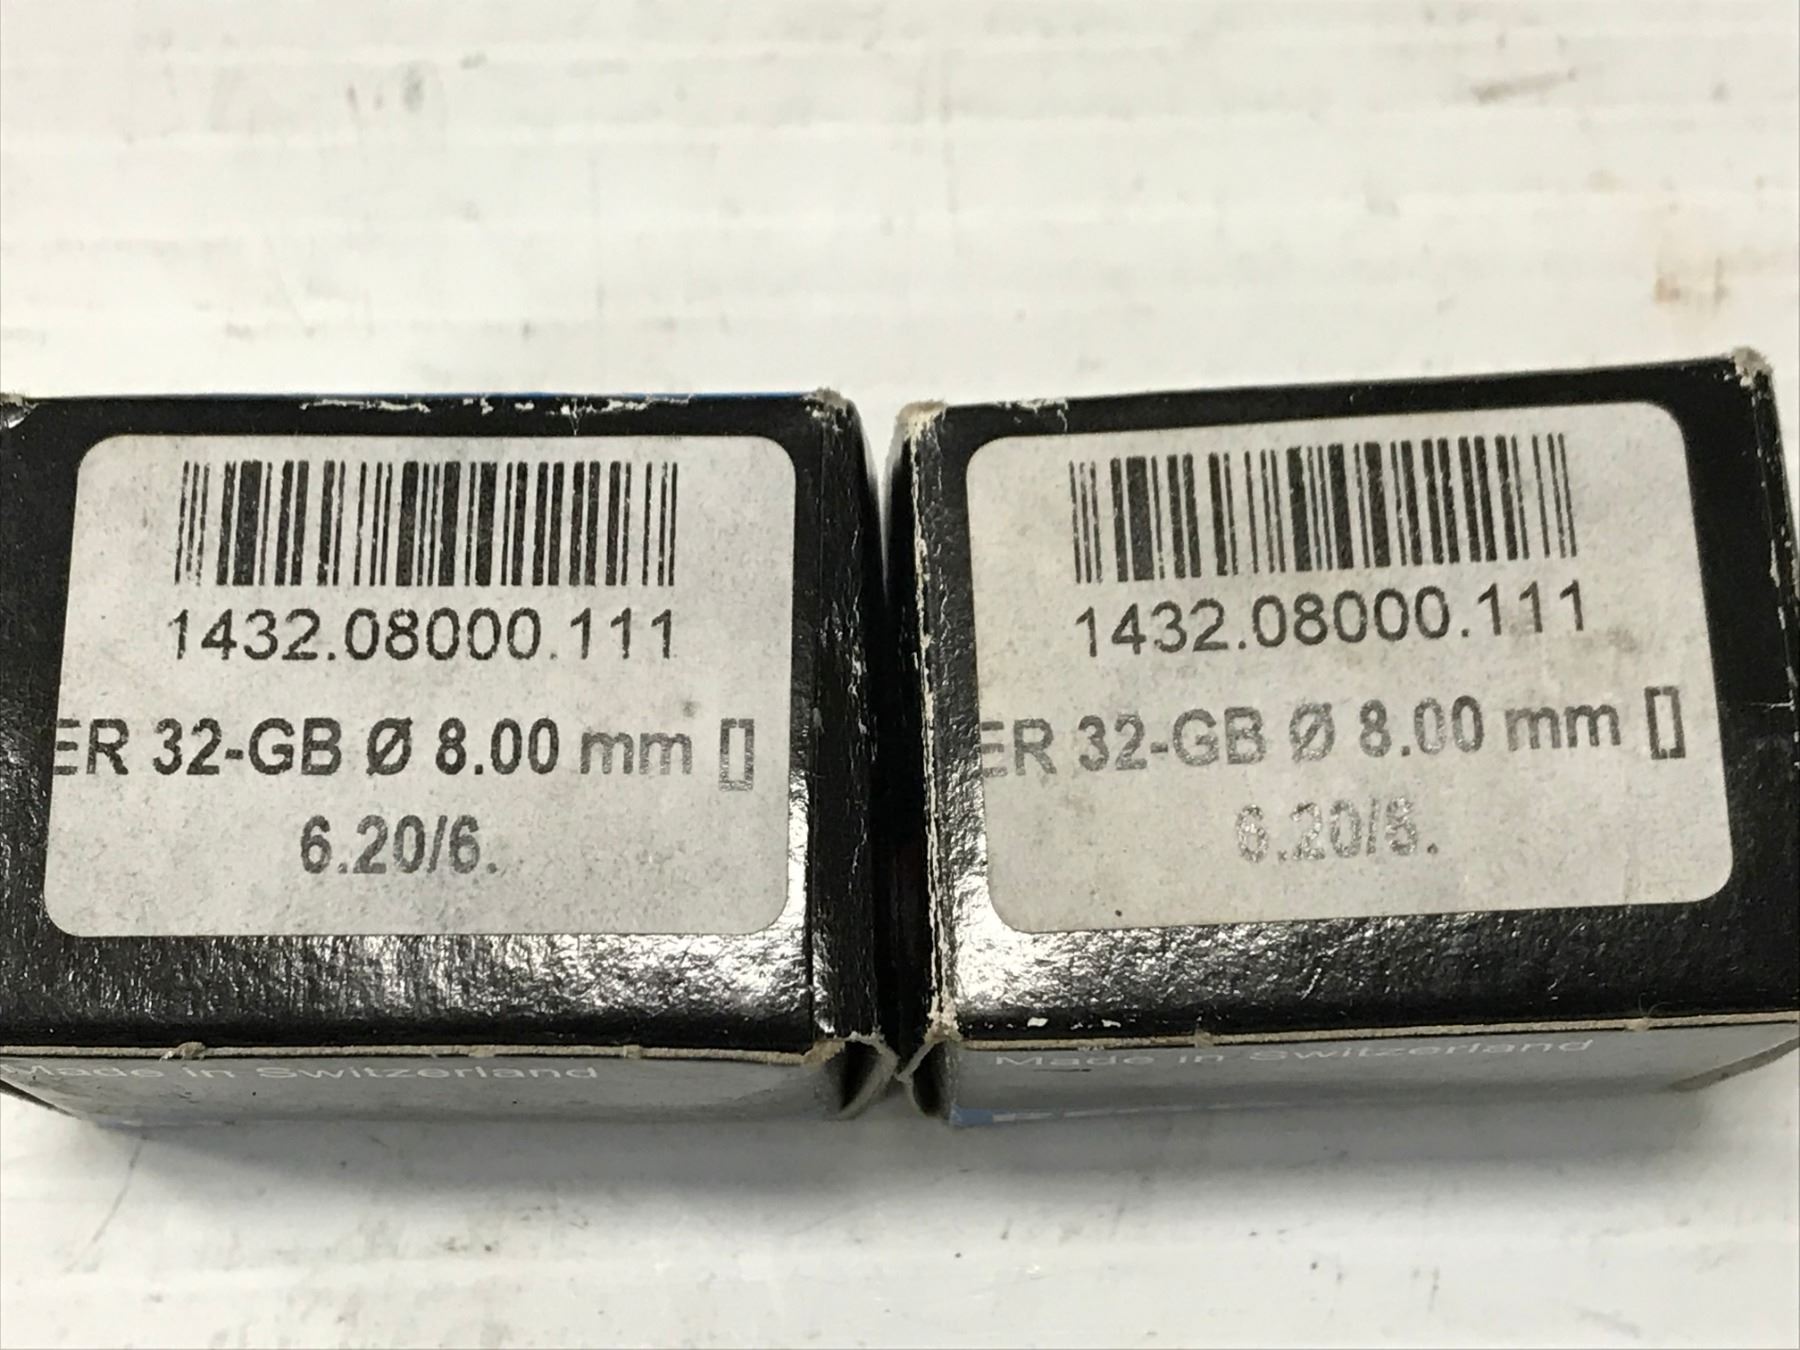 1432.08000.111
ER 32-GB Ø 8.00 mm []
6.20/6.
Made in Switzerland
1432.08000.111
ER 32-GB Ø 8.00 mm []
6.20/6.
Made in Switzerland